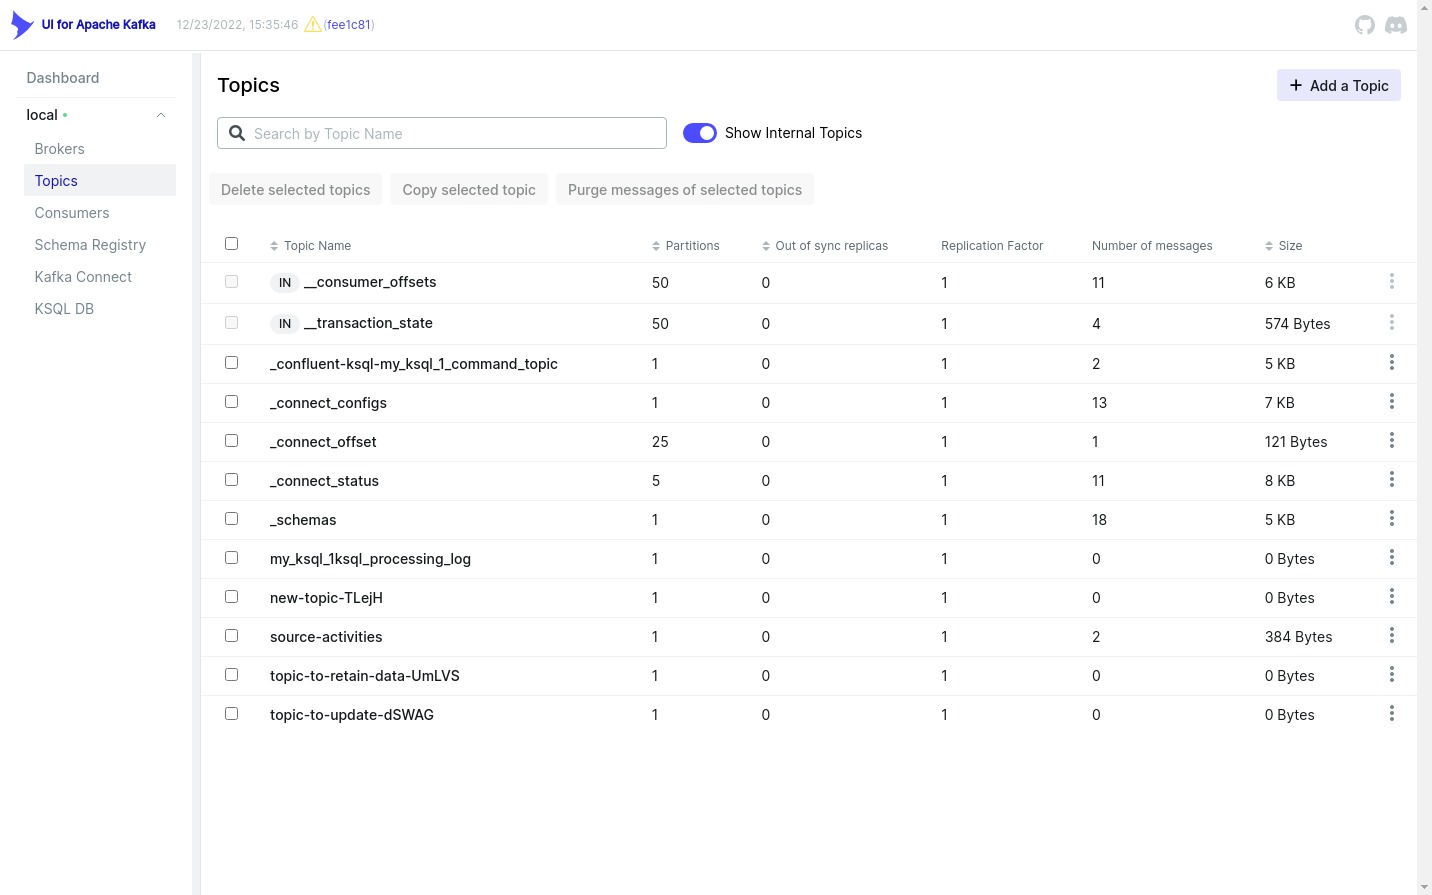 UI for Apache Kafka 12/23/2022, 15:35:46 (fee1c81)
Dashboard
local
Brokers
Topics
Consumers
Schema Registry
Kafka Connect
KSQL DB
Topics
Add a Topic
Search by Topic Name
Show Internal Topics
Delete selected topics Copy selected topic Purge messages of selected topics
Topic Name Partitions Out of sync replicas Replication Factor Number of messages Size
IN __consumer_offsets 50 0 1 11 6 KB
IN __transaction_state 50 0 1 4 574 Bytes
_confluent-ksql-my_ksql_1_command_topic 1 0 1 2 5 KB
_connect_configs 1 0 1 13 7 KB
_connect_offset 25 0 1 1 121 Bytes
_connect_status 5 0 1 11 8 KB
_schemas 1 0 1 18 5 KB
my_ksql_1ksql_processing_log 1 0 1 0 0 Bytes
new-topic-TLejH 1 0 1 0 0 Bytes
source-activities 1 0 1 2 384 Bytes
topic-to-retain-data-UmLVS 1 0 1 0 0 Bytes
topic-to-update-dSWAG 1 0 1 0 0 Bytes